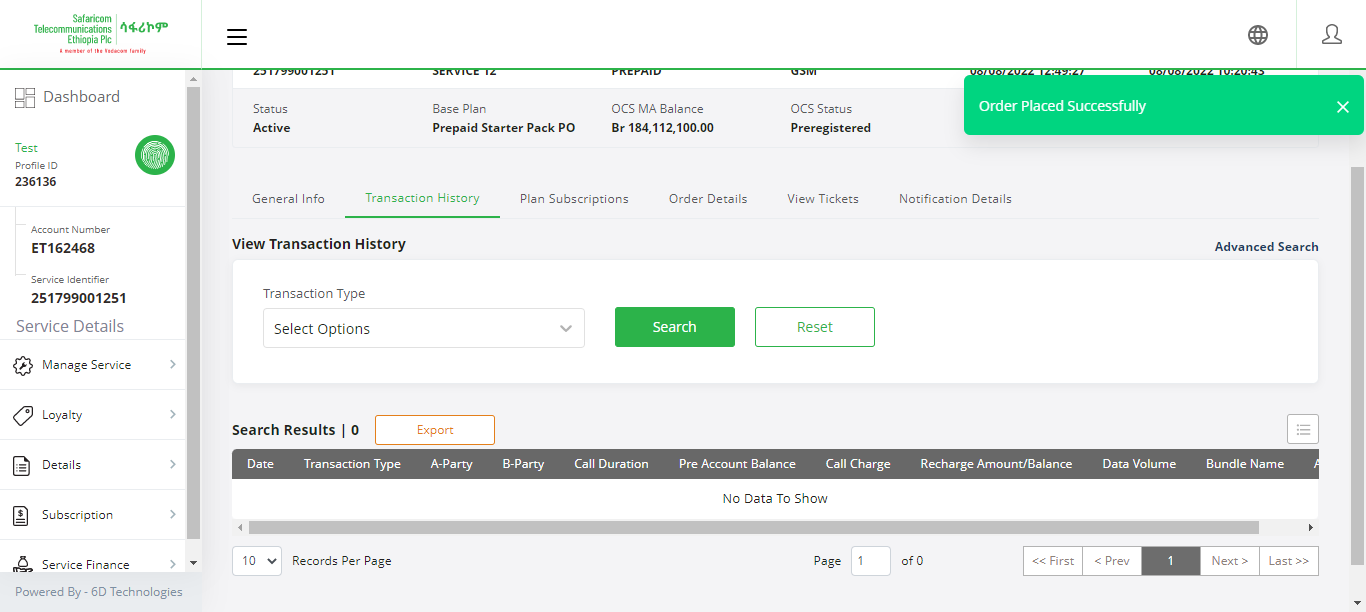 Safaricom
Telecommunications
Ethiopia Plc
ሳፋሪኮም
A member of the Vodacom family
Dashboard
Test
Profile ID
236136
Account Number
ET162468
Service Identifier
251799001251
Service Details
Manage Service
Loyalty
Details
Subscription
Service Finance
Powered By - 6D Technologies
251799001251 SERVICE 12 PREPAID GSM 08/08/2022 12:49:27 08/08/2022 10:20:43
Order Placed Successfully
Status Base Plan OCS MA Balance OCS Status
Active Prepaid Starter Pack PO Br 184,112,100.00 Preregistered
General Info Transaction History Plan Subscriptions Order Details View Tickets Notification Details
View Transaction History Advanced Search
Transaction Type
Select Options Search Reset
Search Results | 0 Export
Date Transaction Type A-Party B-Party Call Duration Pre Account Balance Call Charge Recharge Amount/Balance Data Volume Bundle Name
No Data To Show
10 Records Per Page Page 1 of 0 << First < Prev 1 Next > Last >>